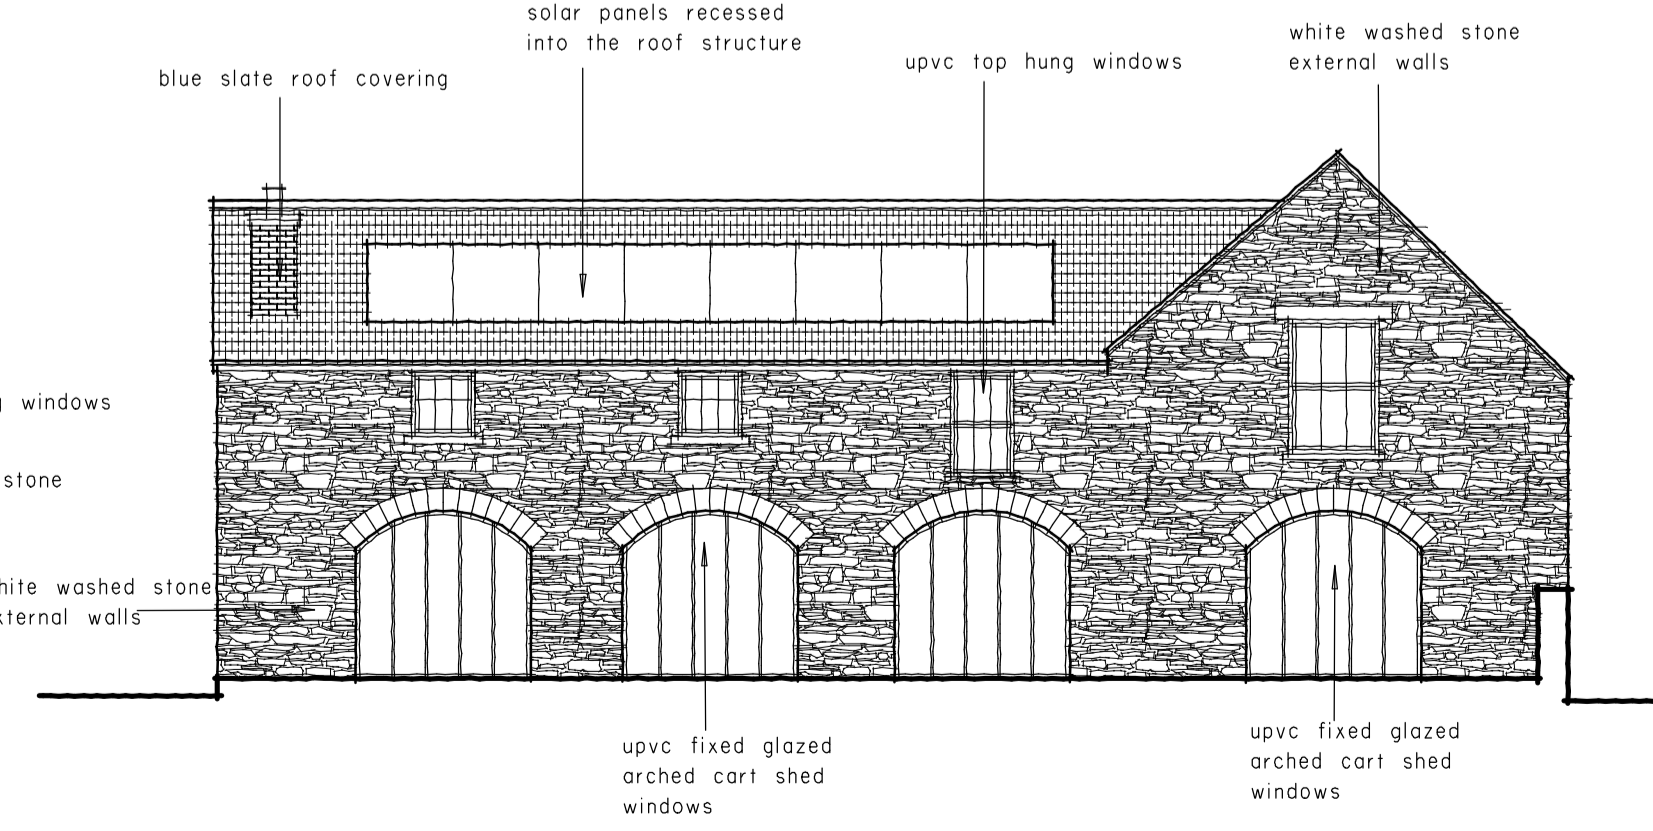 solar panels recessed
into the roof structure
white washed stone
external walls
upvc top hung windows
blue slate roof covering
windows
stone
washed stone
walls
upvc fixed glazed
arched cart shed
windows
upvc fixed glazed
arched cart shed
windows